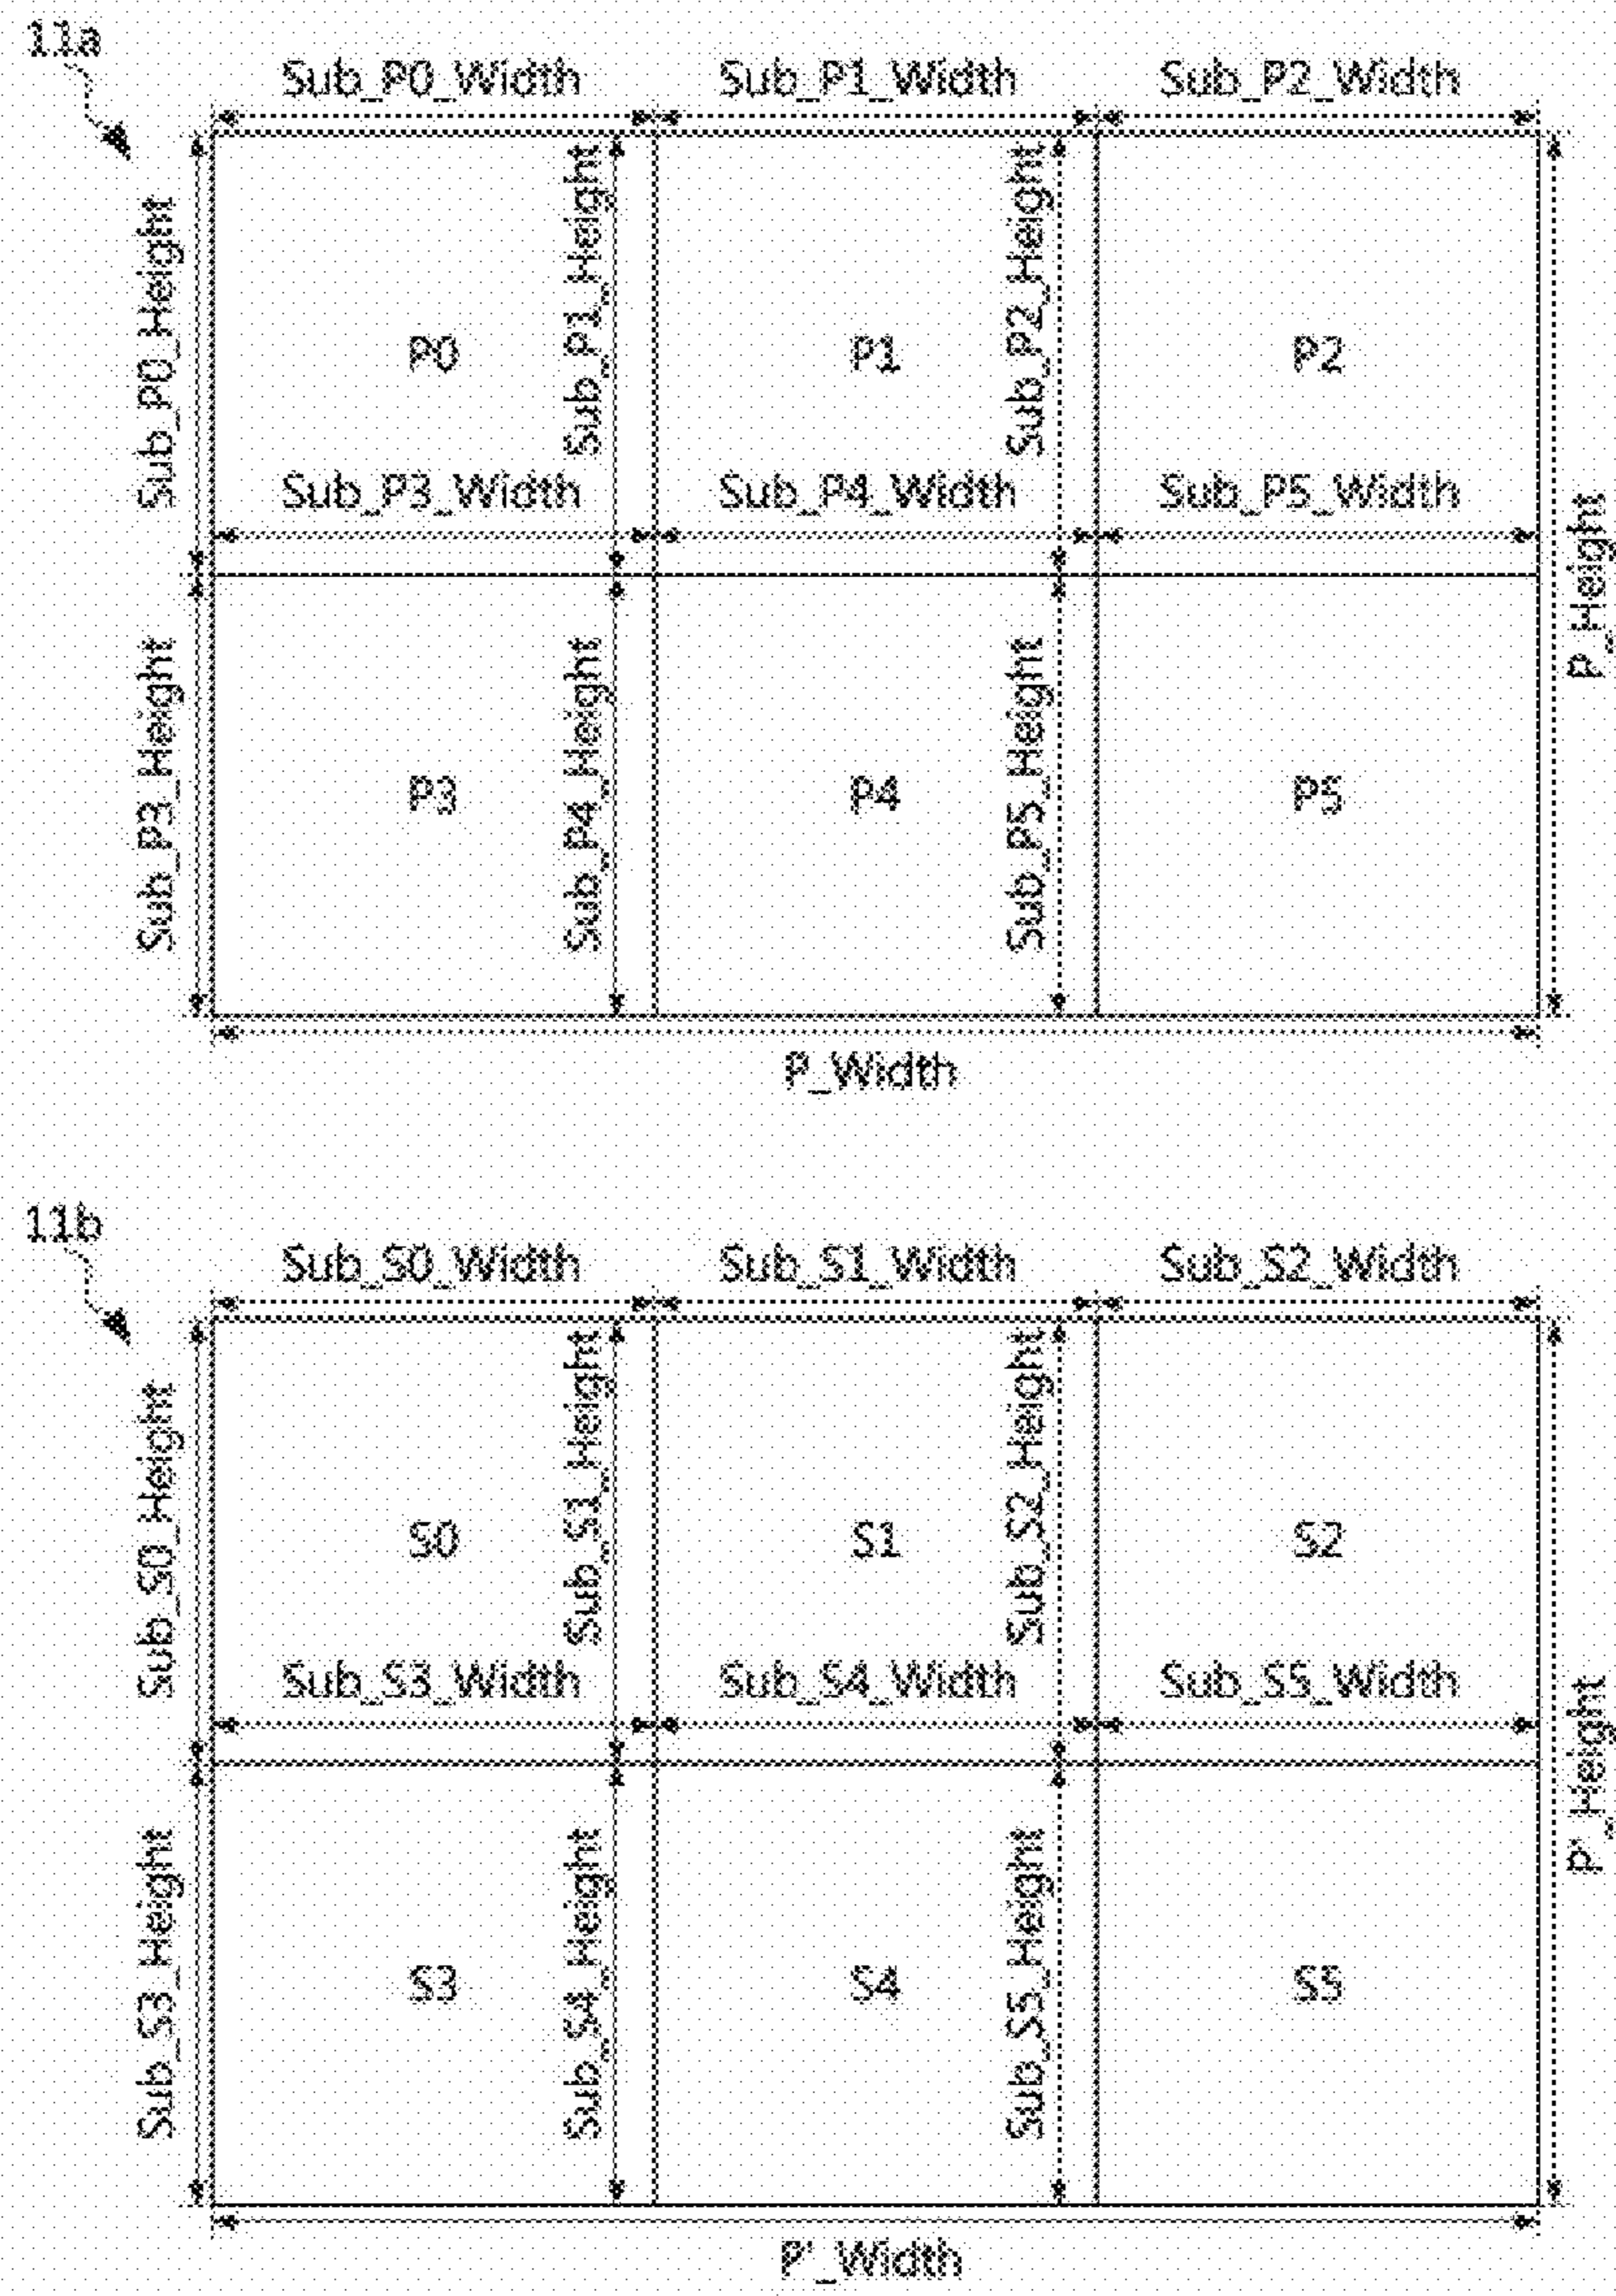 11a
Sub_P0_Width Sub_P1_Width Sub_P2_Width
Sub_P0_Height
Sub_P1_Height
Sub_P2_Height
P0 P1 P2
Sub_P3_Width Sub_P4_Width Sub_P5_Width
P_Height
Sub_P3_Height
Sub_P4_Height
Sub_P5_Height
P3 P4 P5
P_Width
11b
Sub_S0_Width Sub_S1_Width Sub_S2_Width
Sub_S0_Height
Sub_S1_Height
Sub_S2_Height
S0 S1 S2
Sub_S3_Width Sub_S4_Width Sub_S5_Width
P'_Height
Sub_S3_Height
Sub_S4_Height
Sub_S5_Height
S3 S4 S5
P'_Width